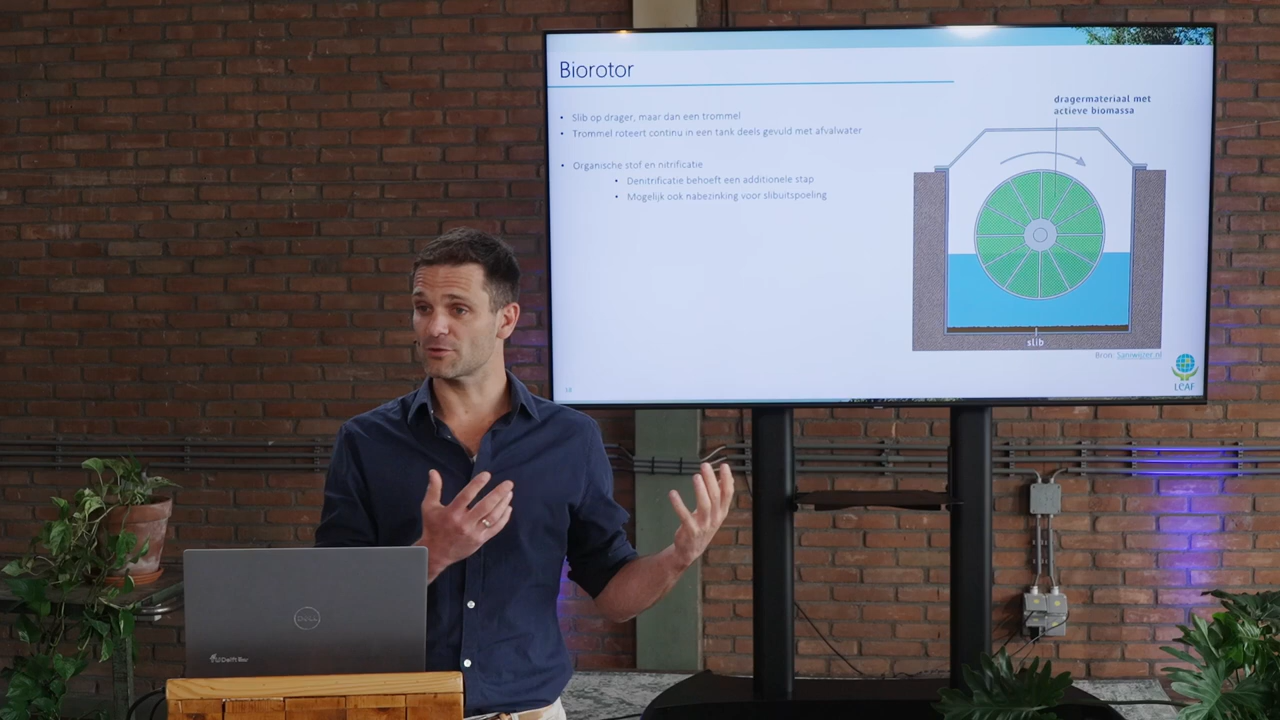 Biorotor
• Slib op drager, maar dan een trommel
• Trommel roteert continu in een tank deels gevuld met afvalwater
• Organische stof en nitrificatie
• Denitrificatie behoeft een additionele stap
• Mogelijk ook nabezinking voor slibuitspoeling
dragermateriaal met
actieve biomassa
slib
Bron: Saniwijzer.nl
LeAF
DELL
TU Delft